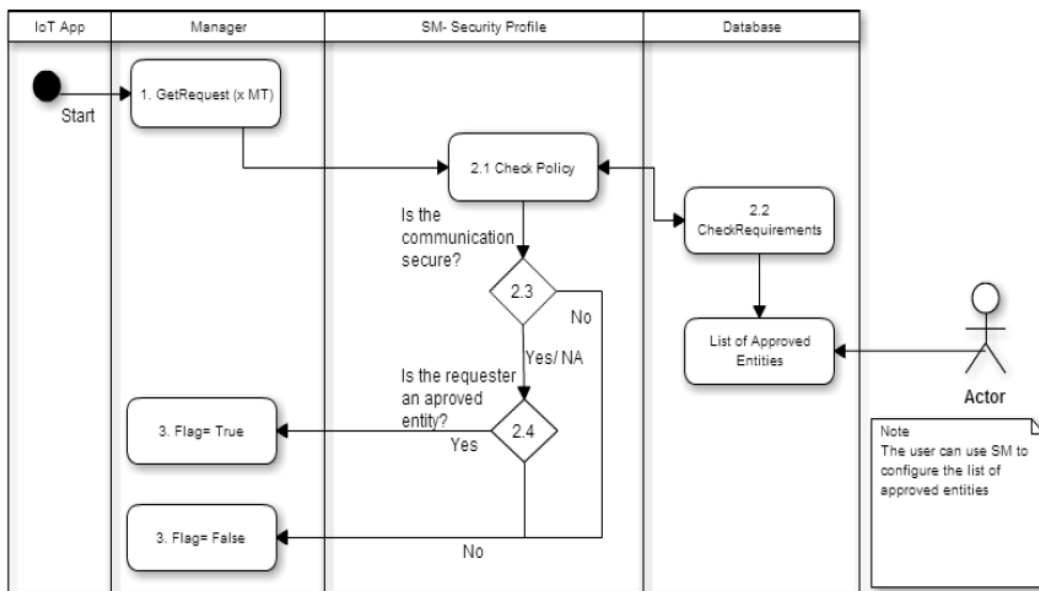 IoT App
Manager
SM- Security Profile
Database
Start
1. GetRequest (x MT)
2.1 Check Policy
2.2
CheckRequirements
Is the
communication
secure?
2.3
No
Yes/ NA
List of Approved
Entities
Is the requester
an aproved
entity?
2.4
Yes
3. Flag= True
3. Flag= False
No
Actor
Note
The user can use SM to
configure the list of
approved entities